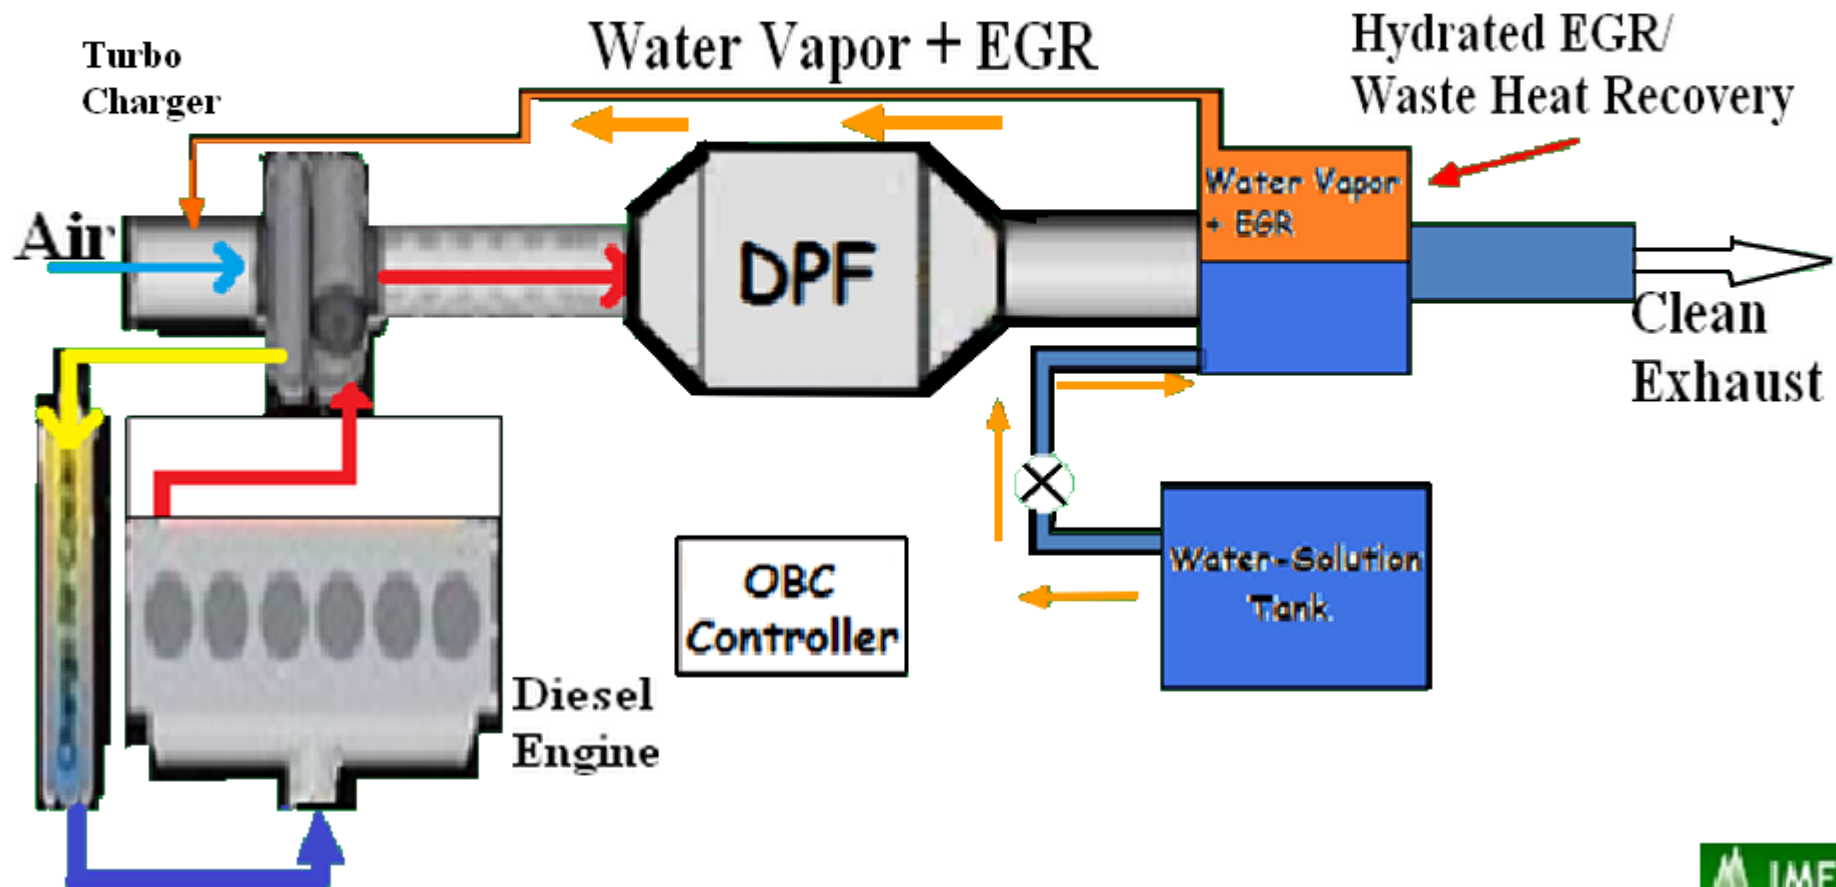 Turbo
Charger
Water Vapor + EGR
Hydrated EGR/
Waste Heat Recovery
Water Vapor
+ EGR
Air
DPF
Clean
Exhaust
OBC
Controller
Water-Solution
Tank
Diesel
Engine